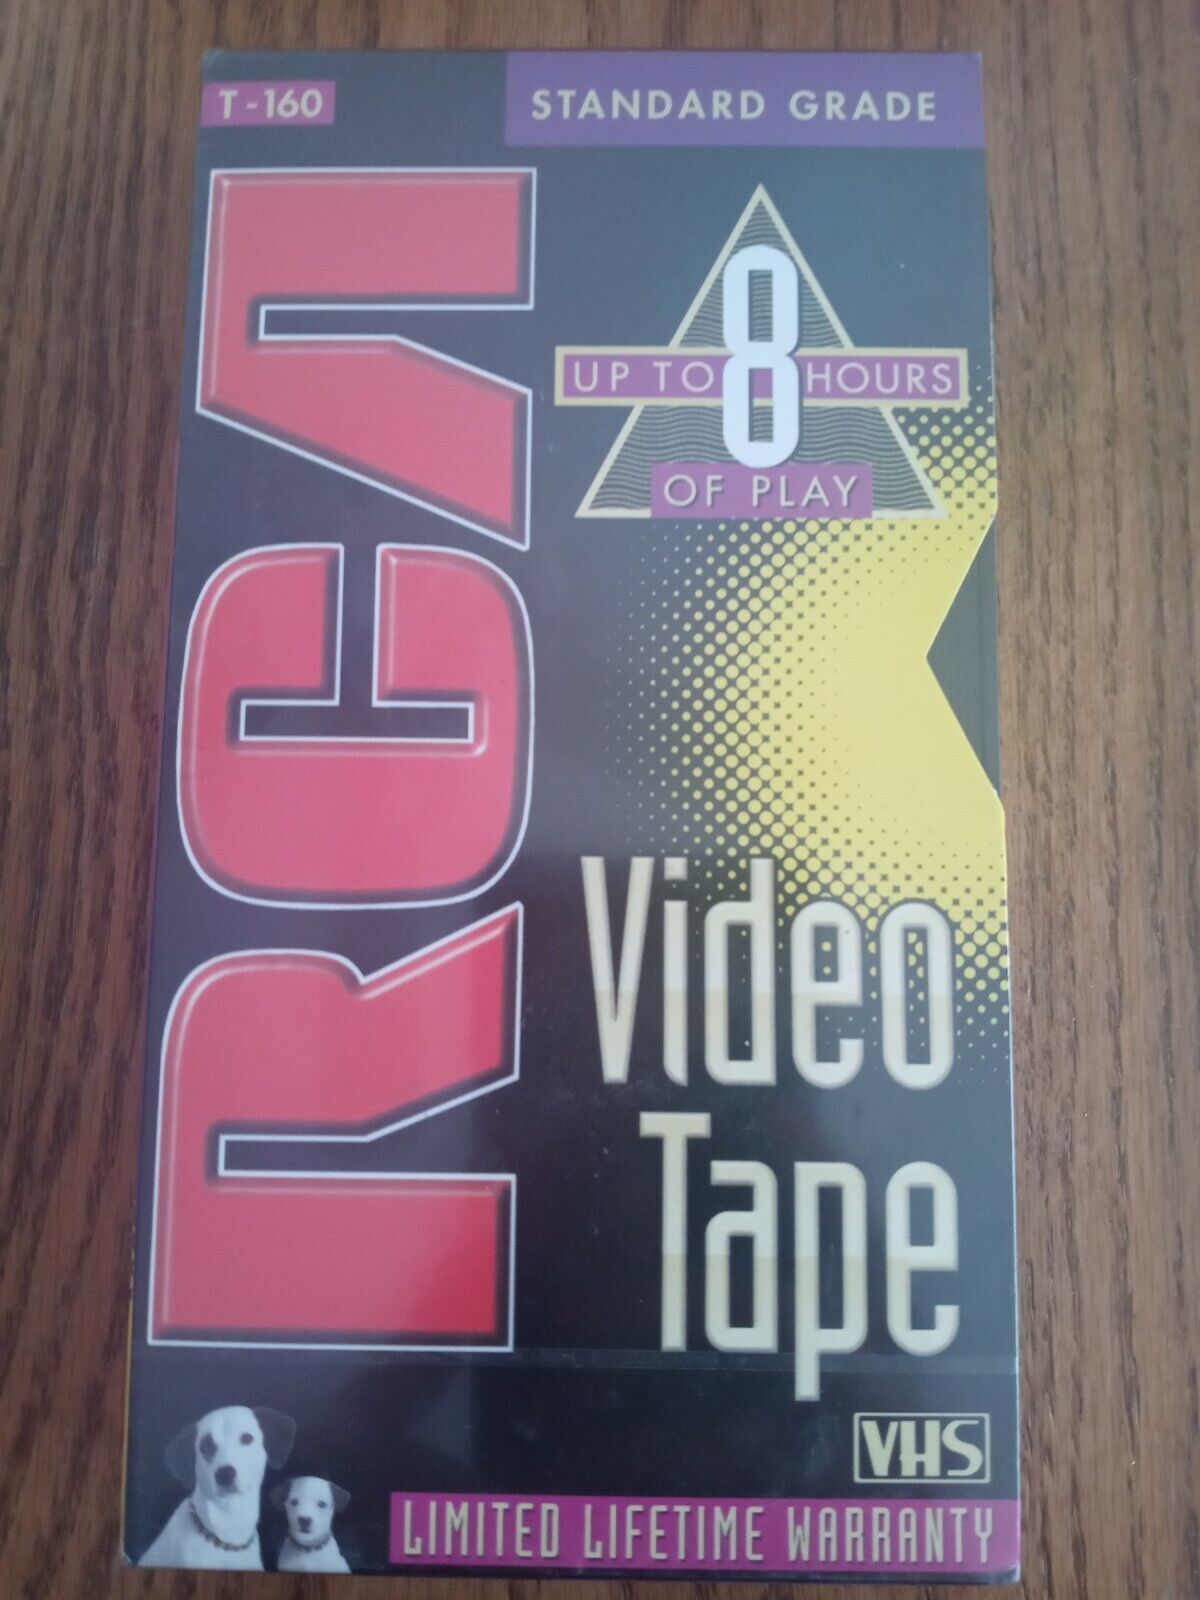 T-160
STANDARD GRADE
RCA
UP TO 8 HOURS
OF PLAY
Video
Tape
VHS
LIMITED LIFETIME WARRANTY